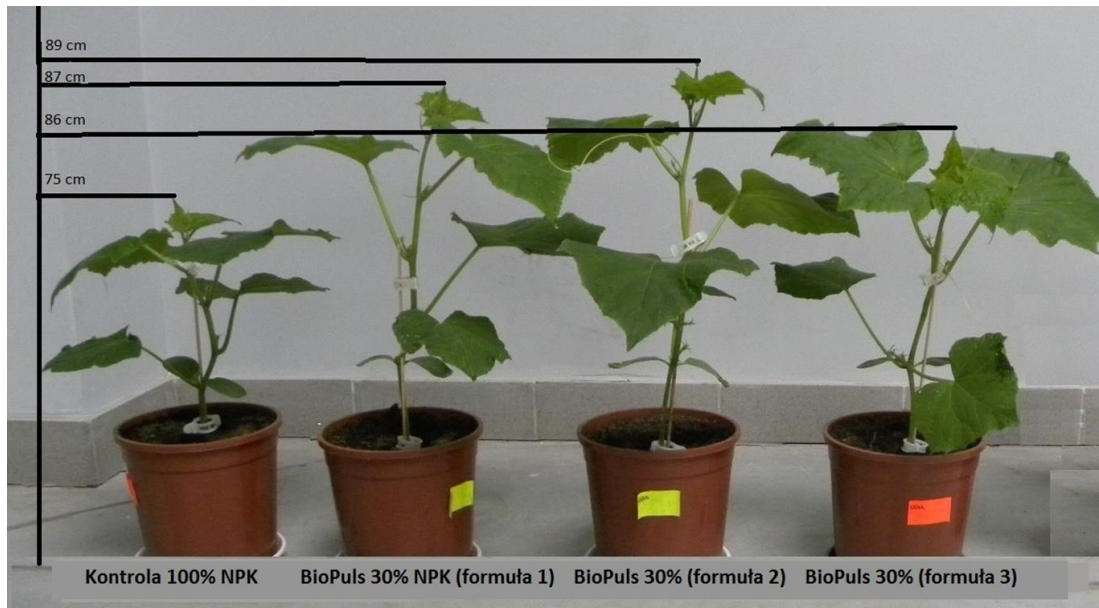 89 cm
87 cm
86 cm
75 cm
Kontrola 100% NPK
BioPuls 30% NPK (formuła 1)
BioPuls 30% (formuła 2)
BioPuls 30% (formuła 3)